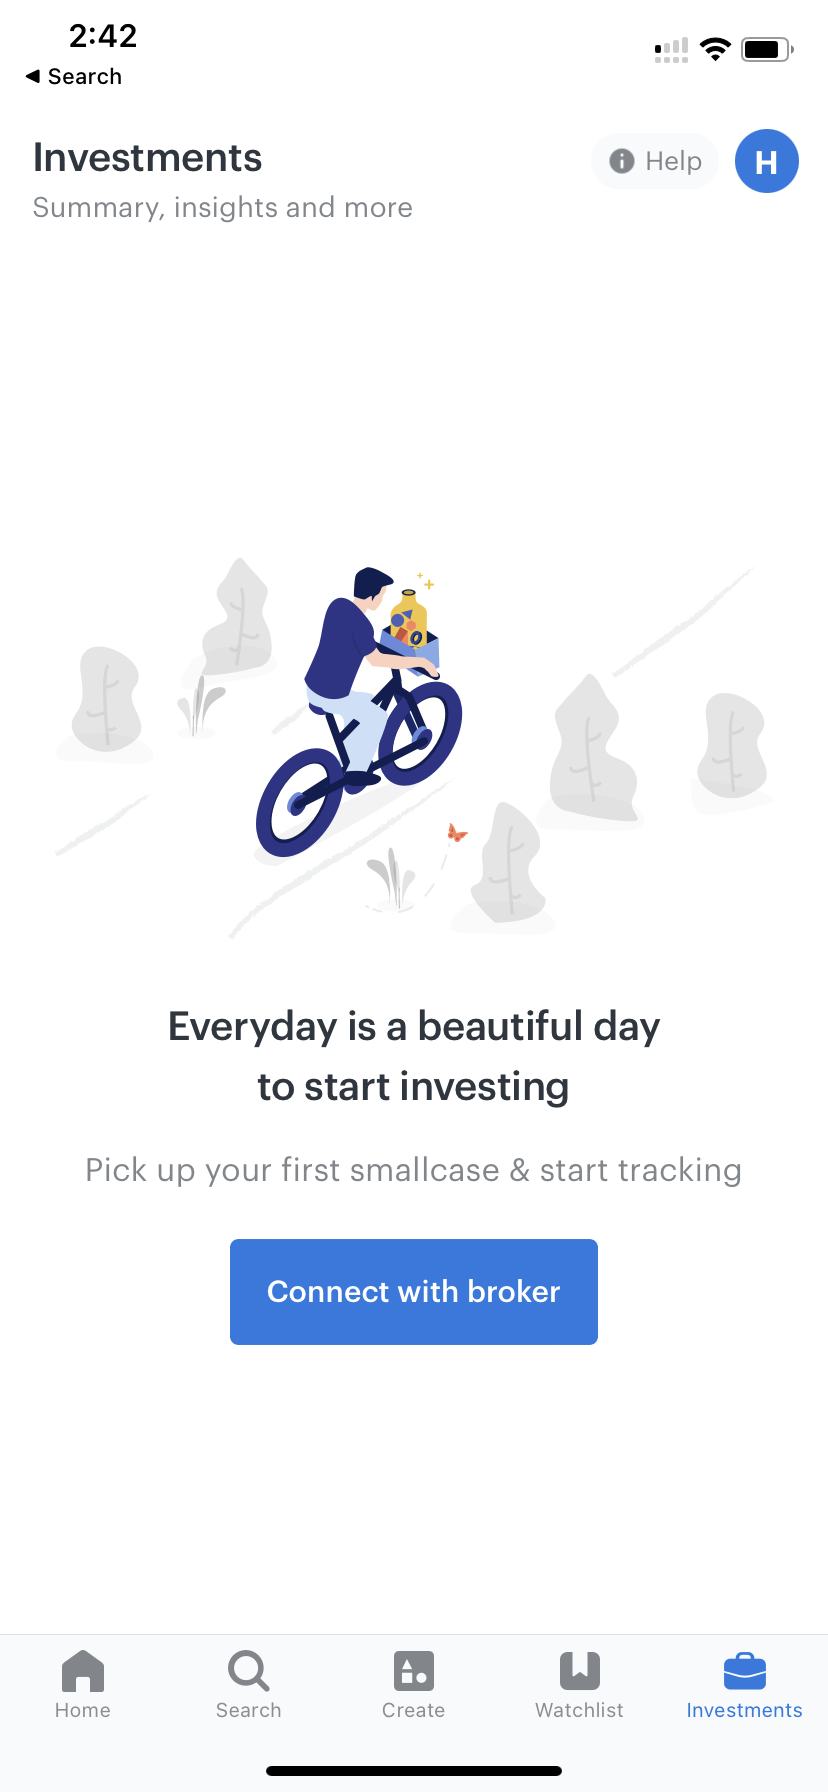 2:42
◀ Search
Investments
Help
H
Summary, insights and more
Everyday is a beautiful day
to start investing
Pick up your first smallcase & start tracking
Connect with broker
Home
Search
Create
Watchlist
Investments